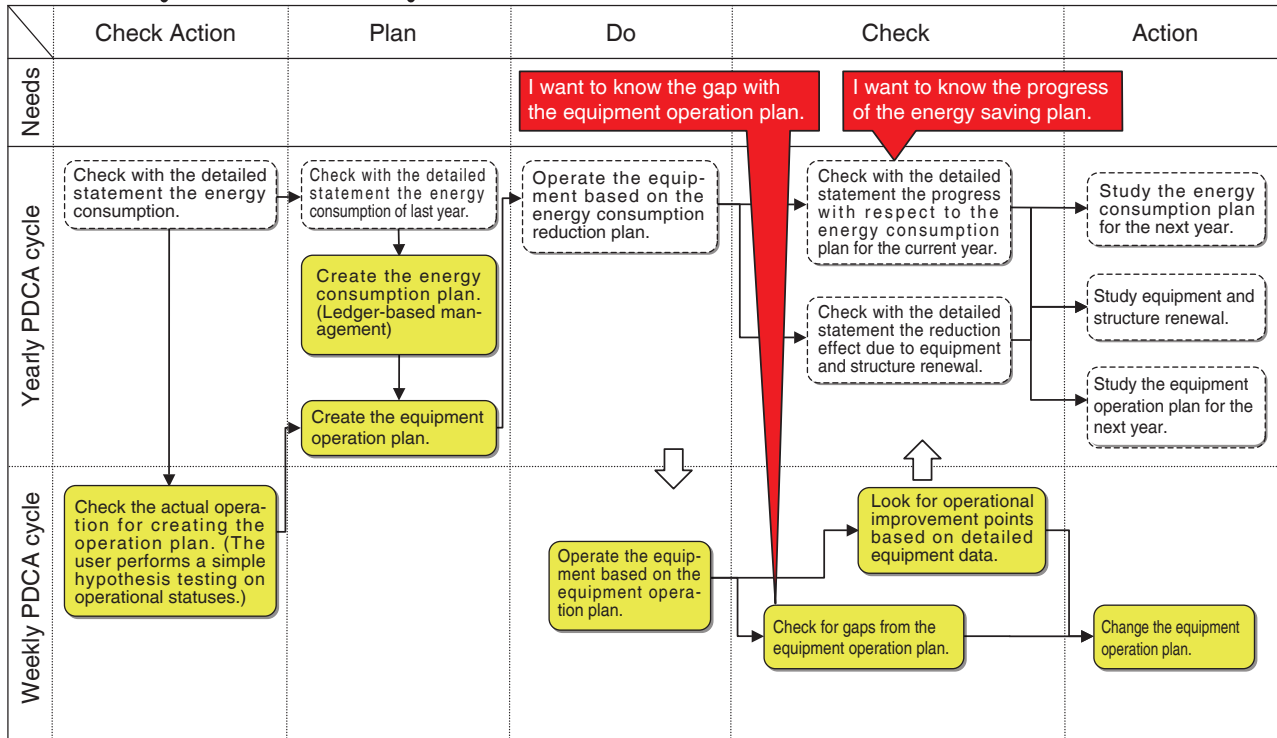 Check Action
Plan
Do
Check
Action
Needs
I want to know the gap with
the equipment operation plan.
I want to know the progress
of the energy saving plan.
Yearly PDCA cycle
Check with the detailed
statement the energy
consumption.
Check with the detailed
statement the energy
consumption of last year.
Create the energy
consumption plan.
(Ledger-based man-
agement)
Create the equipment
operation plan.
Operate the equip-
ment based on the
energy consumption
reduction plan.
Check with the detailed
statement the progress
with respect to the
energy consumption
plan for the current year.
Check with the detailed
statement the reduction
effect due to equipment
and structure renewal.
Study the energy
consumption plan
for the next year.
Study equipment and
structure renewal.
Study the equipment
operation plan for the
next year.
Weekly PDCA cycle
Check the actual opera-
tion for creating the
operation plan. (The
user performs a simple
hypothesis testing on
operational statuses.)
Operate the equip-
ment based on the
equipment opera-
tion plan.
Look for operational
improvement points
based on detailed
equipment data.
Check for gaps from the
equipment operation plan.
Change the equipment
operation plan.